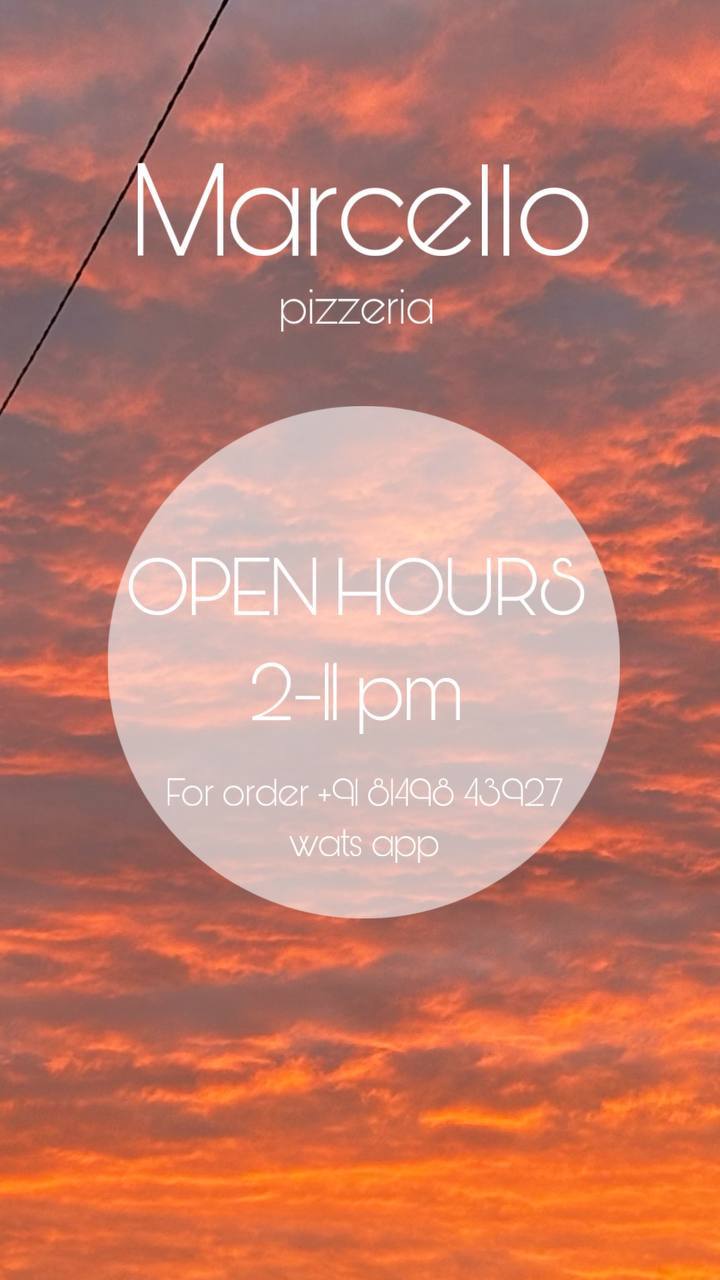 Marcello
pizzeria
OPEN HOURS
2-11 pm
For order +91 81498 43927
wats app